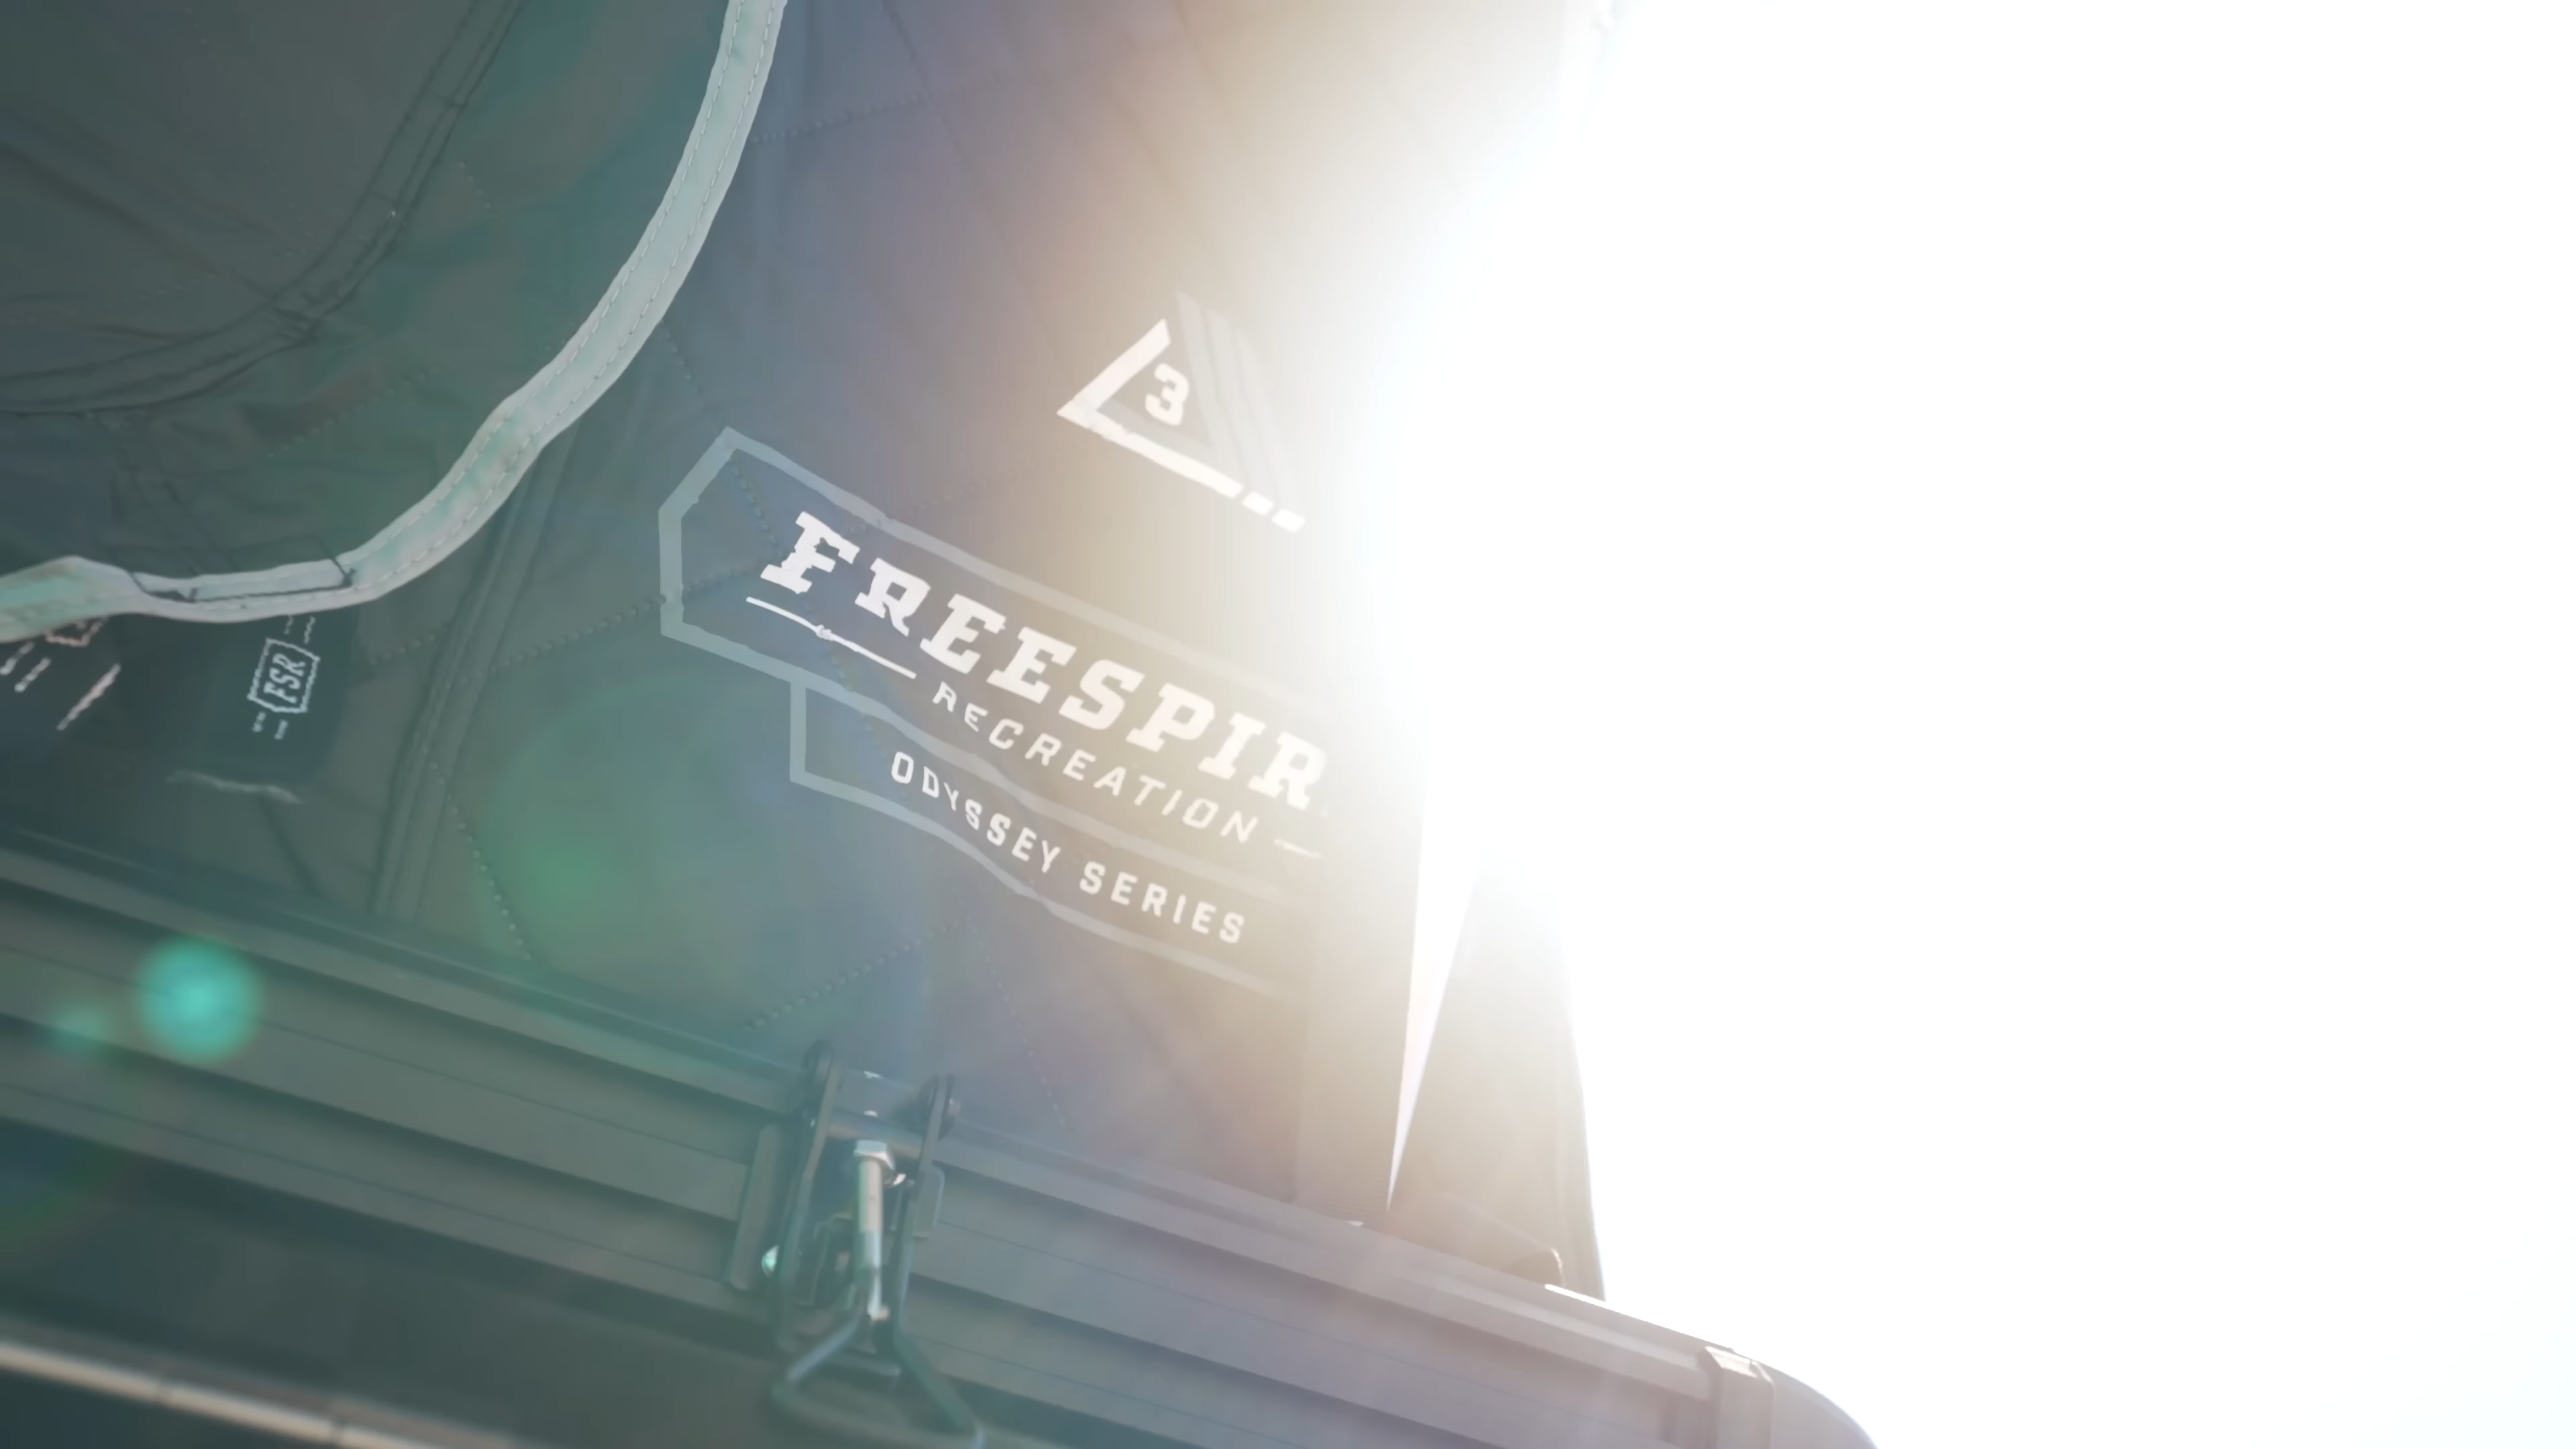 3
FREESPIR
RECREATION
ODYSSEY SERIES
FSR